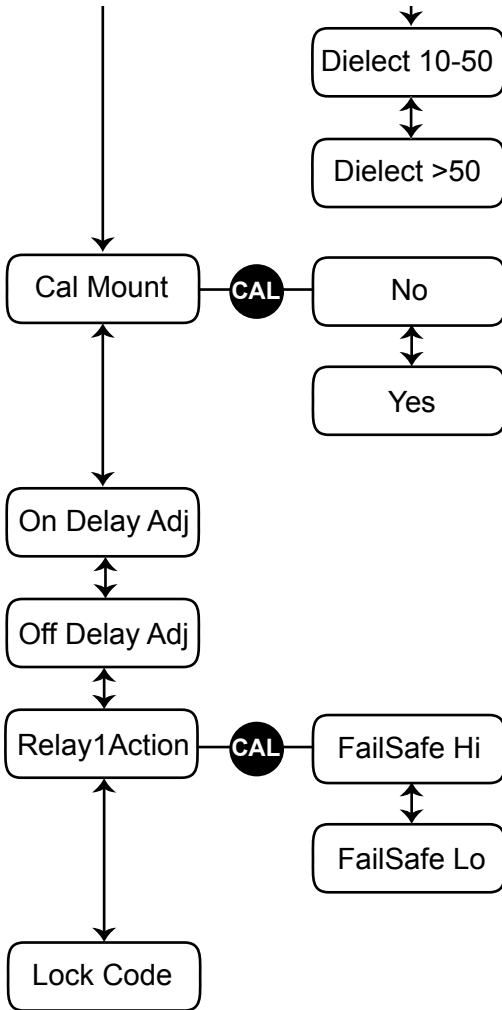 Dielect 10-50
Dielect >50
Cal Mount
CAL
No
Yes
On Delay Adj
Off Delay Adj
Relay1Action
CAL
FailSafe Hi
FailSafe Lo
Lock Code